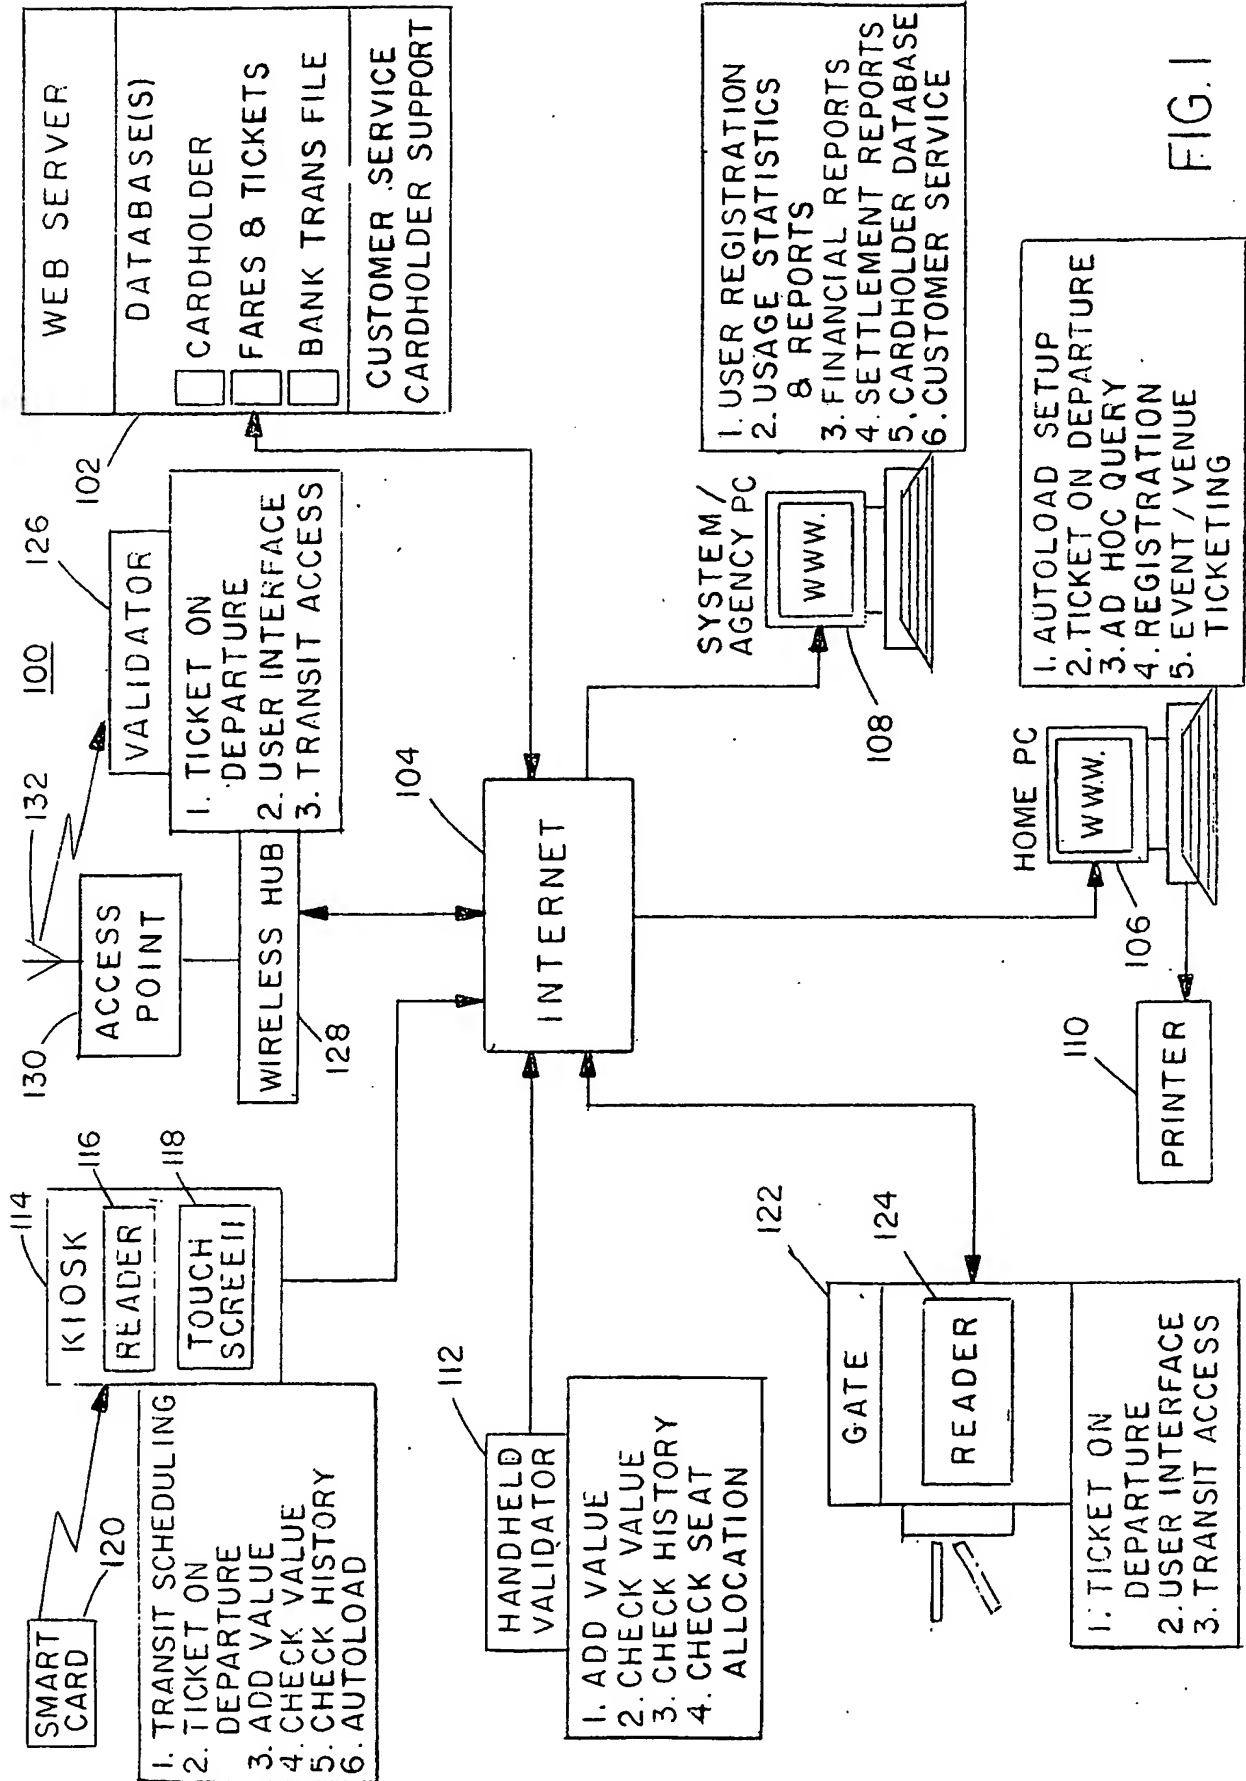 100
SMART
CARD
120
114
KIOSK
116
READER
118
TOUCH
SCREEN
1. TRANSIT SCHEDULING
2. TICKET ON
DEPARTURE
3. ADD VALUE
4. CHECK VALUE
5. CHECK HISTORY
6. AUTOLOAD
130
ACCESS
POINT
132
WIRELESS HUB
128
126
VALIDATOR
1. TICKET ON
DEPARTURE
2. USER INTERFACE
3. TRANSIT ACCESS
102
WEB SERVER
DATABASE(S)
CARDHOLDER
FARES & TICKETS
BANK TRANS FILE
CUSTOMER SERVICE
CARDHOLDER SUPPORT
112
HANDHELD
VALIDATOR
1. ADD VALUE
2. CHECK VALUE
3. CHECK HISTORY
4. CHECK SEAT
ALLOCATION
104
INTERNET
SYSTEM/
AGENCY PC
WWW.
108
1. USER REGISTRATION
2. USAGE STATISTICS
& REPORTS
3. FINANCIAL REPORTS
4. SETTLEMENT REPORTS
5. CARDHOLDER DATABASE
6. CUSTOMER SERVICE
122
GATE
124
READER
1. TICKET ON
DEPARTURE
2. USER INTERFACE
3. TRANSIT ACCESS
110
PRINTER
HOME PC
WWW.
106
1. AUTOLOAD SETUP
2. TICKET ON DEPARTURE
3. AD HOC QUERY
4. REGISTRATION
5. EVENT / VENUE
TICKETING
FIG. 1